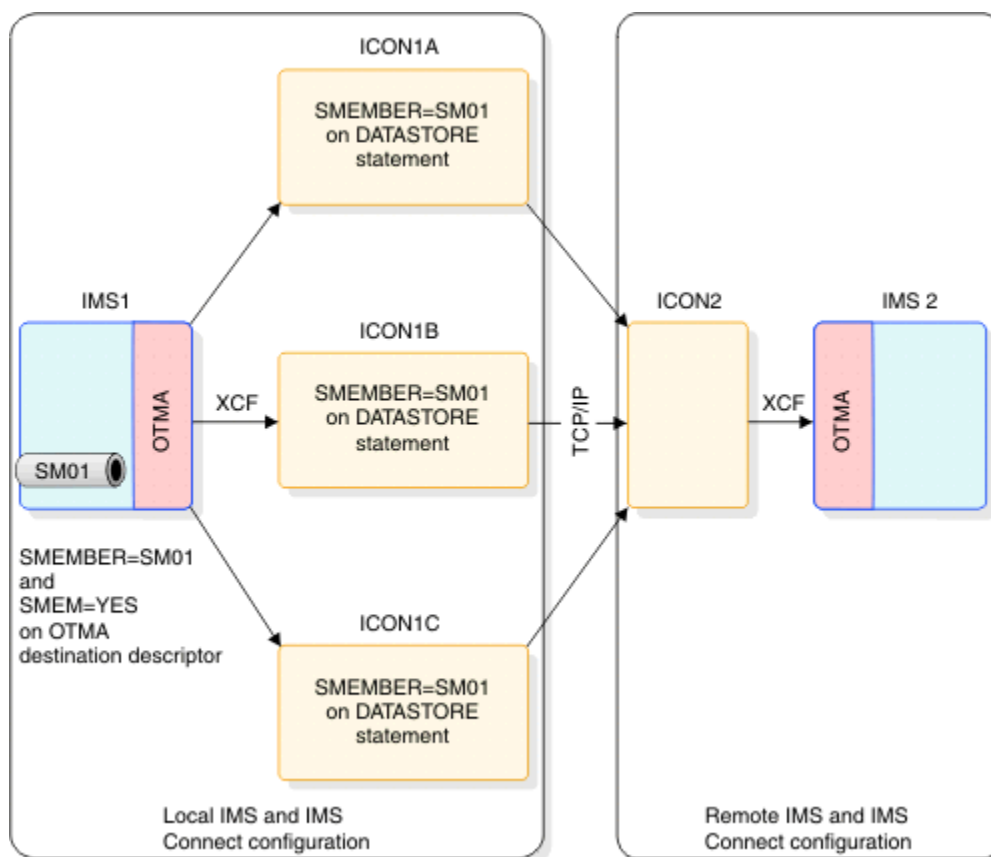 ICON1A
SMEMBER=SM01
on DATASTORE
statement
IMS1
OTMA
SM01
XCF
ICON1B
SMEMBER=SM01
on DATASTORE
statement
TCP/IP
ICON2
XCF
IMS 2
OTMA
SMEMBER=SM01
and
SMEM=YES
on OTMA
destination descriptor
ICON1C
SMEMBER=SM01
on DATASTORE
statement
Local IMS and IMS
Connect configuration
Remote IMS and IMS
Connect configuration